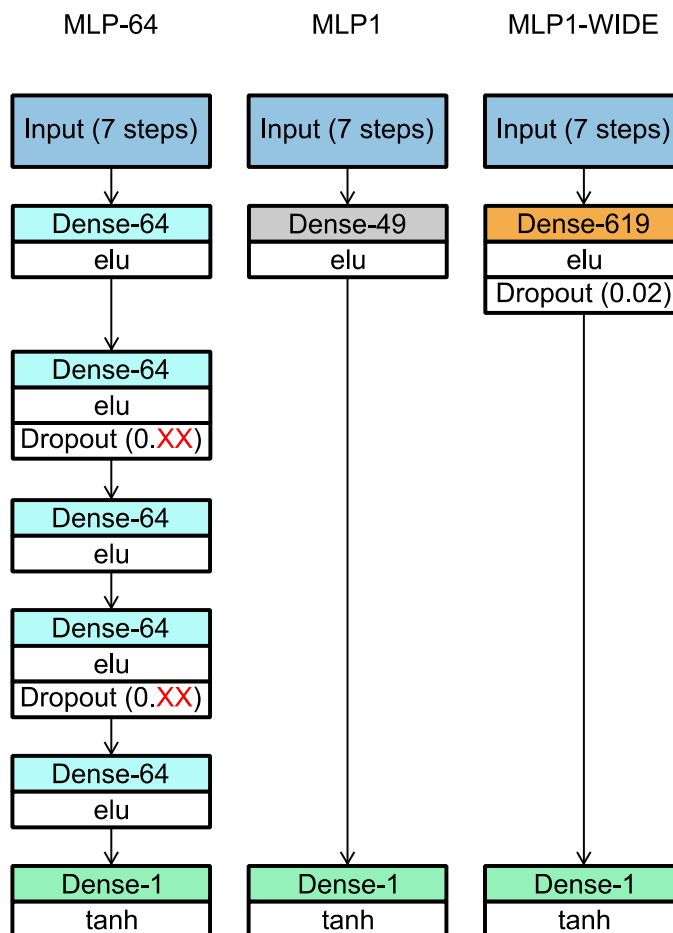 MLP-64
Input (7 steps)
Dense-64
elu
Dense-64
elu
Dropout (0.XX)
Dense-64
elu
Dense-64
elu
Dropout (0.XX)
Dense-64
elu
Dense-1
tanh
MLP1
Input (7 steps)
Dense-49
elu
Dense-1
tanh
MLP1-WIDE
Input (7 steps)
Dense-619
elu
Dropout (0.02)
Dense-1
tanh